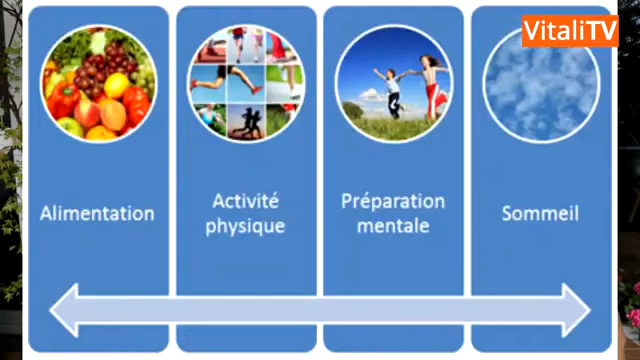 VitaliTV
Alimentation
Activité
physique
Préparation
mentale
Sommeil